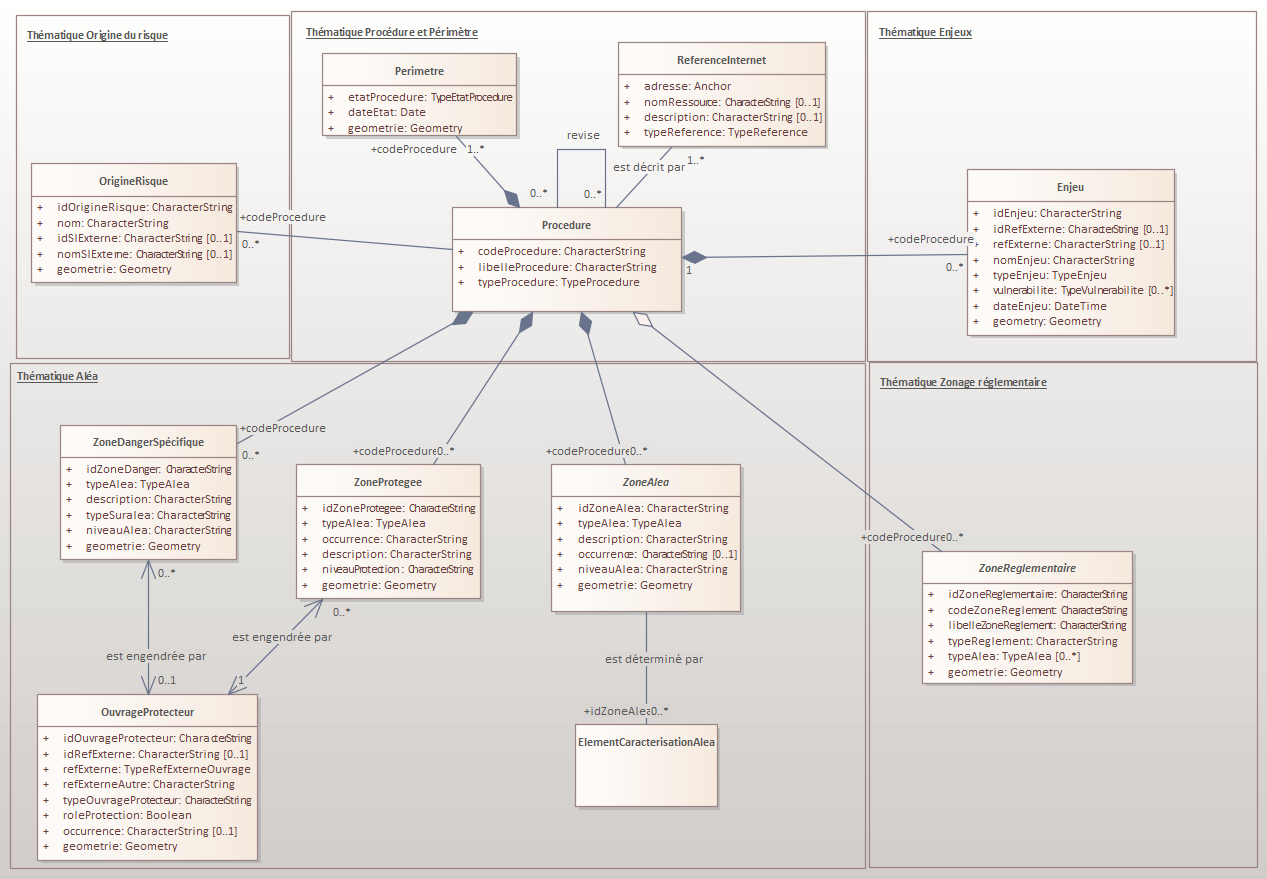 Thématique Origine du risque
OrigineRisque
+ idOrigineRisque: CharacterString
+ nom: CharacterString
+ idSIExterne: CharacterString [0..1]
+ nomSIExterne: CharacterString [0..1]
+ geometrie: Geometry
+codeProcedure
0..*
Thématique Procédure et Périmètre
Perimetre
+ etatProcedure: TypeEtatProcedure
+ dateEtat: Date
+ geometrie: Geometry
+codeProcedure 1..*
ReferenceInternet
+ adresse: Anchor
+ nomRessource: CharacterString [0..1]
+ description: CharacterString [0..1]
+ typeReference: TypeReference
revise
0..*
0..*
est décrit par
1..*
Procedure
+ codeProcedure: CharacterString
+ libelleProcedure: CharacterString
+ typeProcedure: TypeProcedure
1
Thématique Enjeux
Enjeu
+ idEnjeu: CharacterString
+ idRefExterne: CharacterString [0..1]
+ refExterne: CharacterString [0..1]
+ nomEnjeu: CharacterString
+ typeEnjeu: TypeEnjeu
+ vulnerabilite: TypeVulnerabilite [0..*]
+ dateEnjeu: DateTime
+ geometry: Geometry
+codeProcedure
0..*
Thématique Aléa
ZoneDangerSpécifique
+ idZoneDanger: CharacterString
+ typeAlea: TypeAlea
+ description: CharacterString
+ typeSuralea: CharacterString
+ niveauAlea: CharacterString
+ geometrie: Geometry
+codeProcedure
0..*
+codeProcedure 0..*
ZoneProtegee
+ idZoneProtegee: CharacterString
+ typeAlea: TypeAlea
+ occurrence: CharacterString
+ description: CharacterString
+ niveauProtection: CharacterString
+ geometrie: Geometry
+codeProcedure 0..*
ZoneAlea
+ idZoneAlea: CharacterString
+ typeAlea: TypeAlea
+ description: CharacterString
+ occurrence: CharacterString [0..1]
+ niveauAlea: CharacterString
+ geometrie: Geometry
0..*
est engendrée par
0..1
0..*
est engendrée par
1
est déterminé par
+idZoneAlea 0..*
OuvrageProtecteur
+ idOuvrageProtecteur: CharacterString
+ idRefExterne: CharacterString [0..1]
+ refExterne: TypeRefExterneOuvrage
+ refExterneAutre: CharacterString
+ typeOuvrageProtecteur: CharacterString
+ roleProtection: Boolean
+ occurrence: CharacterString [0..1]
+ geometrie: Geometry
ElementCaracterisationAlea
Thématique Zonage réglementaire
+codeProcedure 0..*
ZoneReglementaire
+ idZoneReglementaire: CharacterString
+ codeZoneReglement: CharacterString
+ libelleZoneReglement: CharacterString
+ typeReglement: CharacterString
+ typeAlea: TypeAlea [0..*]
+ geometrie: Geometry